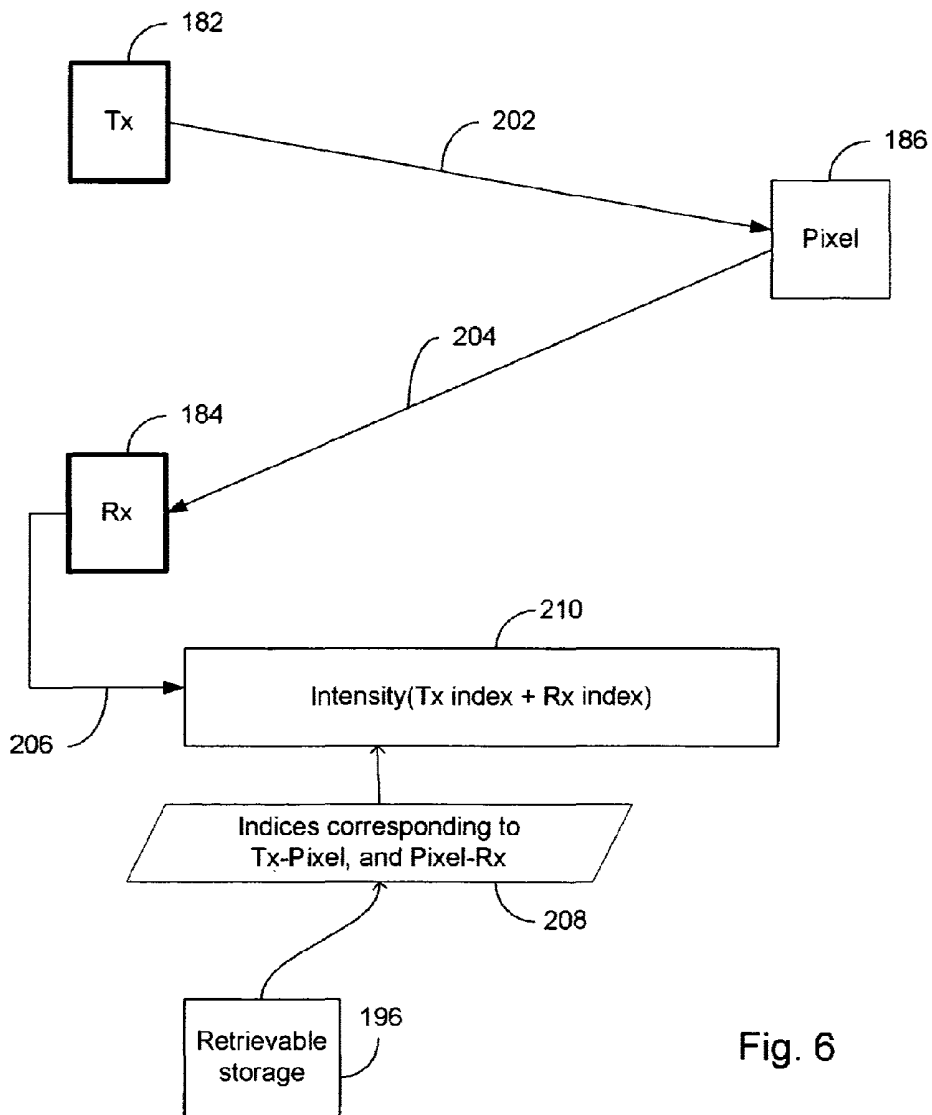 182
Tx
202
186
Pixel
204
184
Rx
210
Intensity(Tx index + Rx index)
206
Indices corresponding to
Tx-Pixel, and Pixel-Rx
208
196
Retrievable
storage
Fig. 6